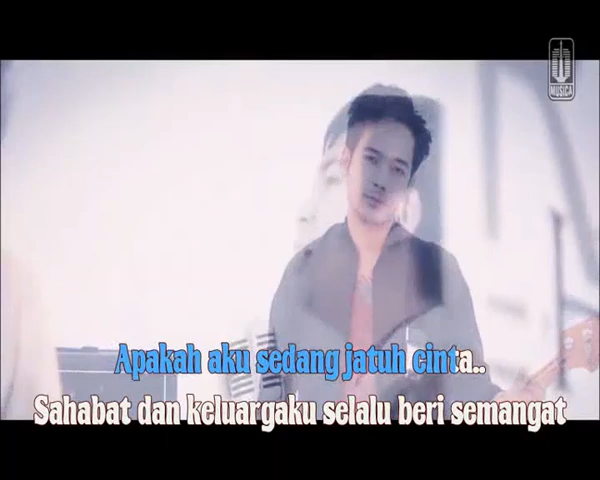 MUSICA
Apakah aku sedang jatuh cinta..
Sahabat dan keluargaku selalu beri semangat